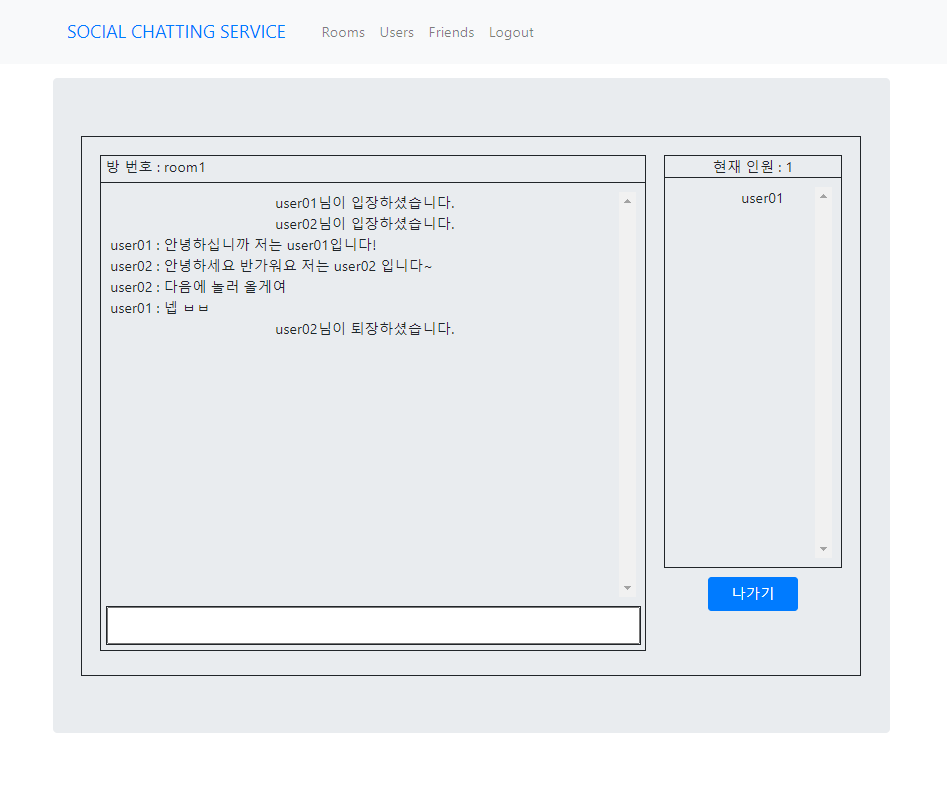 SOCIAL CHATTING SERVICE Rooms Users Friends Logout
방 번호 : room1
user01님이 입장하셨습니다.
user02님이 입장하셨습니다.
user01 : 안녕하십니까 저는 user01입니다!
user02 : 안녕하세요 반가워요 저는 user02 입니다~
user02 : 다음에 놀러 올게여
user01 : 넵 ㅂㅂ
user02님이 퇴장하셨습니다.
현재 인원 : 1
user01
나가기